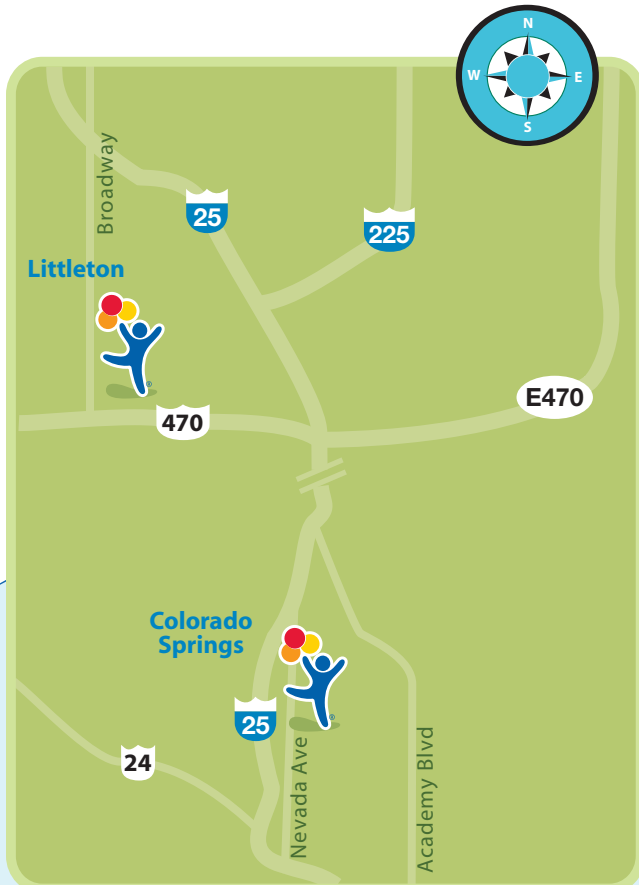 N
W
E
S
Broadway
25
225
Littleton
®
E470
470
Colorado
Springs
®
25
24
Nevada Ave
Academy Blvd